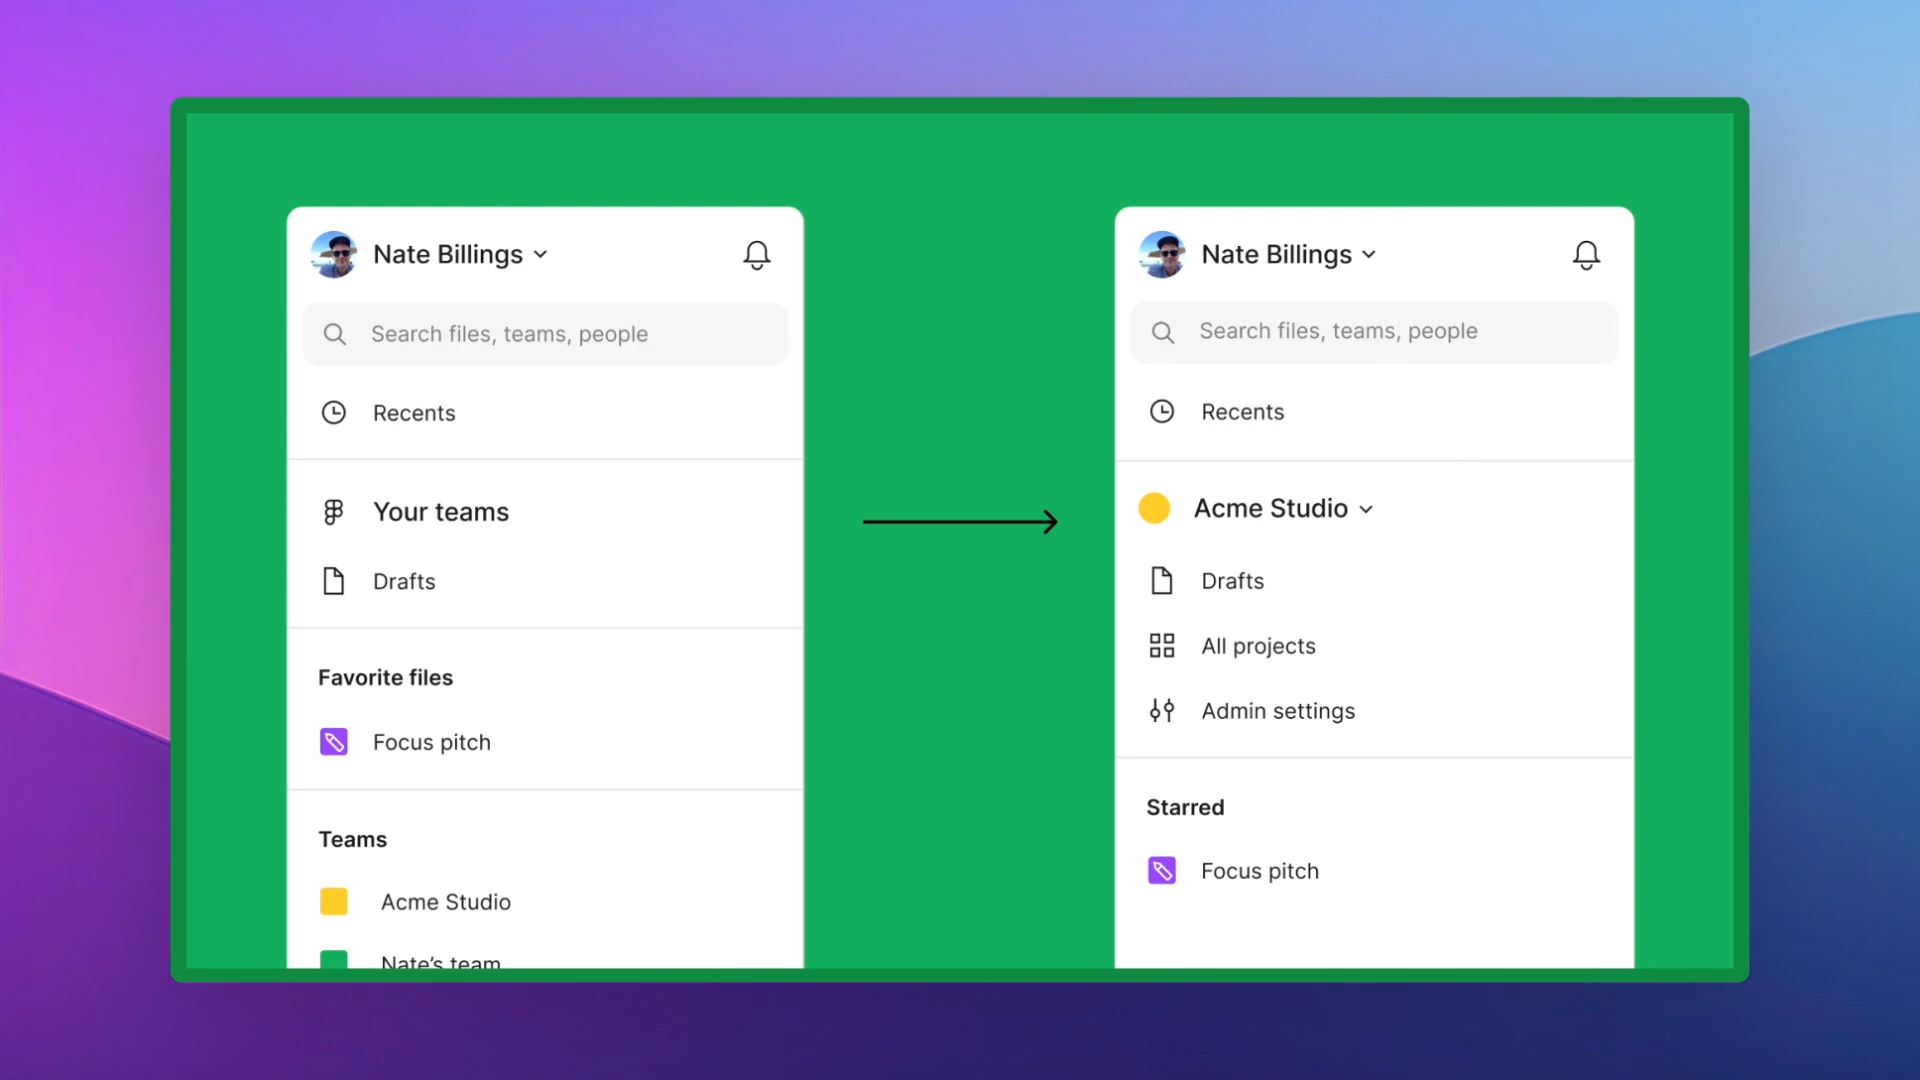 Nate Billings
Search files, teams, people
Recents
Your teams
Drafts
Favorite files
Focus pitch
Teams
Acme Studio
Nate's team
Nate Billings
Search files, teams, people
Recents
Acme Studio
Drafts
All projects
Admin settings
Starred
Focus pitch